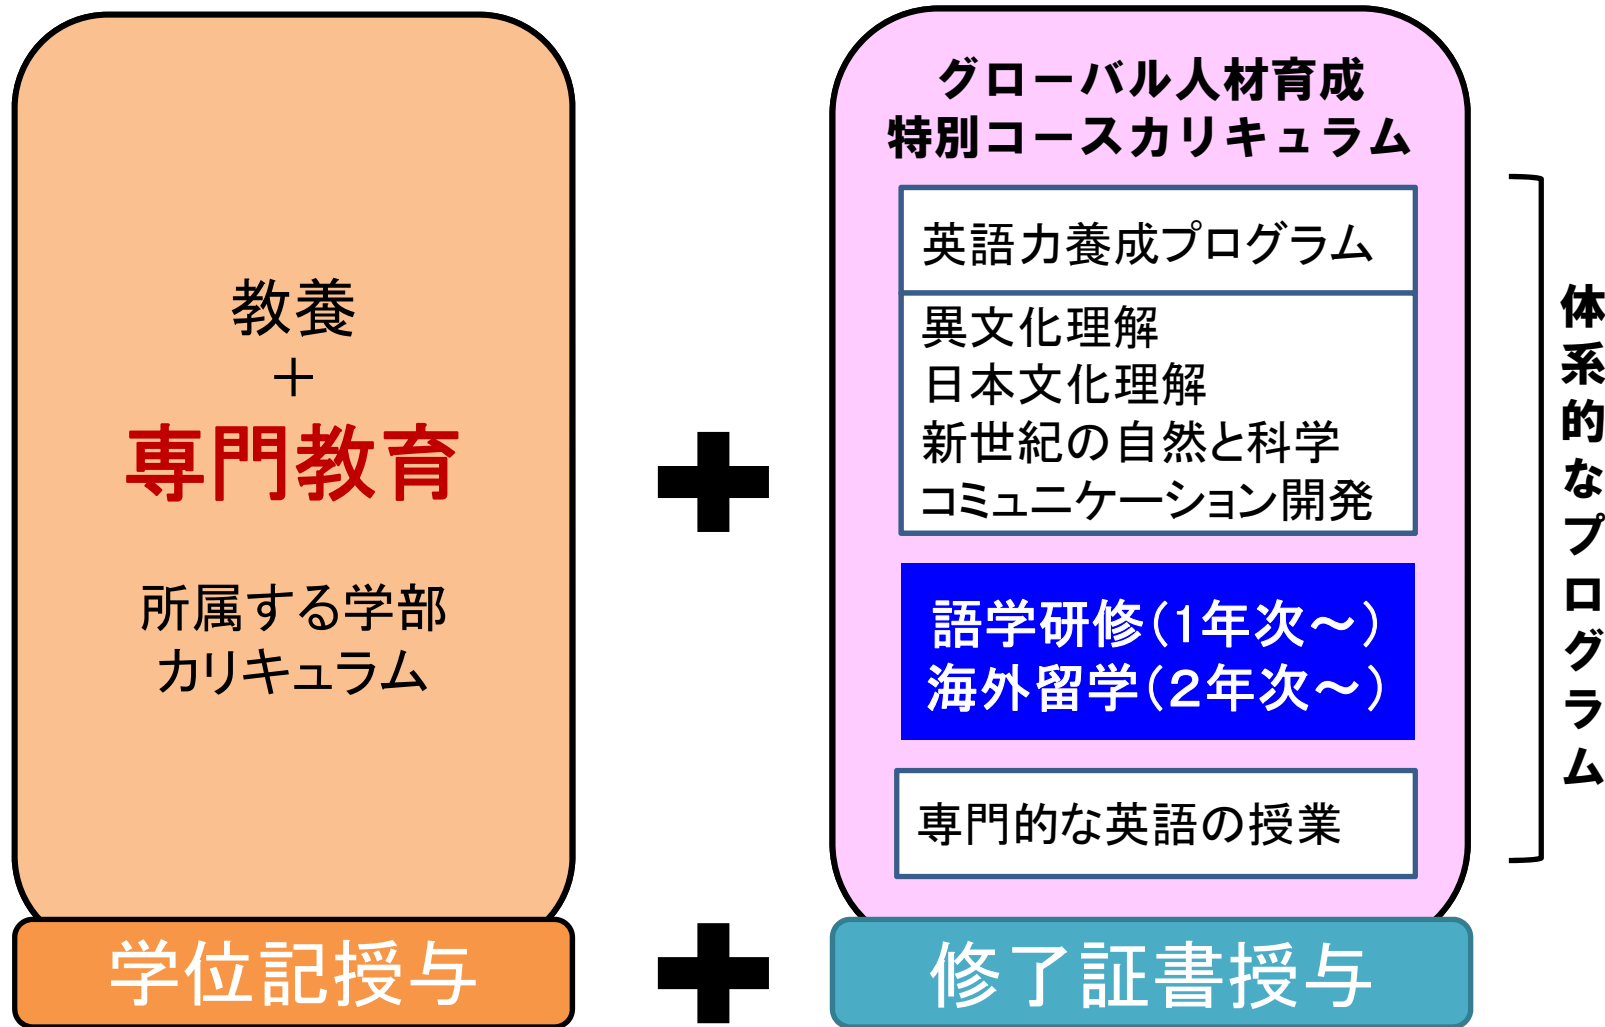 教養
＋
専門教育
所属する学部
カリキュラム
学位記授与
グローバル人材育成
特別コースカリキュラム
英語力養成プログラム
異文化理解
日本文化理解
新世紀の自然と科学
コミュニケーション開発
語学研修（1年次～）
海外留学（2年次～）
専門的な英語の授業
修了証書授与
体系的なプログラム